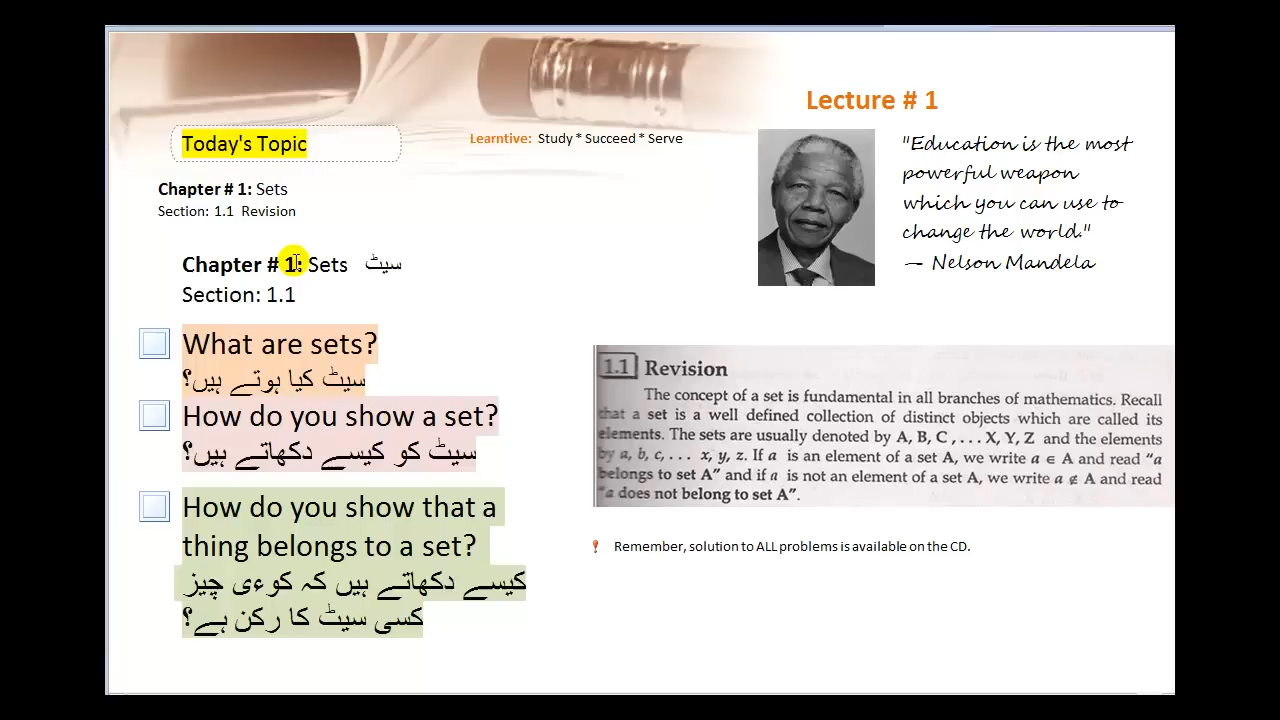 Lecture # 1
Today's Topic
Learntive: Study * Succeed * Serve
"Education is the most
powerful weapon
which you can use to
change the world."
— Nelson Mandela
Chapter # 1: Sets
Section: 1.1 Revision
Chapter # 1: Sets سیٹ
Section: 1.1
What are sets?
سیٹ کیا ہوتے ہیں؟
How do you show a set?
سیٹ کو کیسے دکھاتے ہیں؟
How do you show that a
thing belongs to a set?
کیسے دکھاتے ہیں کہ کوءی چیز
کسی سیٹ کا رکن ہے؟
1.1 Revision
The concept of a set is fundamental in all branches of mathematics. Recall
that a set is a well defined collection of distinct objects which are called its
elements. The sets are usually denoted by A, B, C , . . . X, Y, Z and the elements
by a, b, c, . . . x, y, z. If a is an element of a set A, we write a ∈ A and read "a
belongs to set A" and if a is not an element of a set A, we write a ∉ A and read
"a does not belong to set A".
Remember, solution to ALL problems is available on the CD.